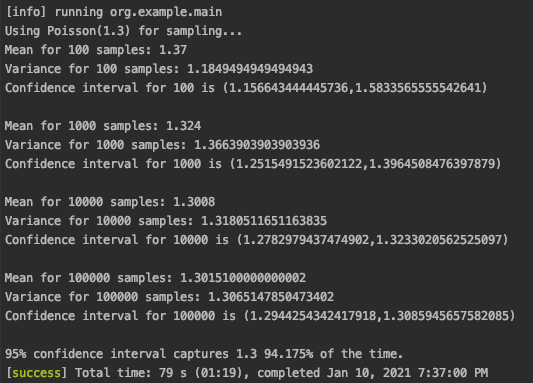 [info] running org.example.main
Using Poisson(1.3) for sampling...
Mean for 100 samples: 1.37
Variance for 100 samples: 1.1849494949494943
Confidence interval for 100 is (1.156643444445736,1.5833565555542641)
Mean for 1000 samples: 1.324
Variance for 1000 samples: 1.3663903903903936
Confidence interval for 1000 is (1.2515491523602122,1.3964508476397879)
Mean for 10000 samples: 1.3008
Variance for 10000 samples: 1.3180511651163835
Confidence interval for 10000 is (1.2782979437474902,1.3233020562525097)
Mean for 100000 samples: 1.3015100000000002
Variance for 100000 samples: 1.3065147850473402
Confidence interval for 100000 is (1.2944254342417918,1.3085945657582085)
95% confidence interval captures 1.3 94.175% of the time.
[success] Total time: 79 s (01:19), completed Jan 10, 2021 7:37:00 PM